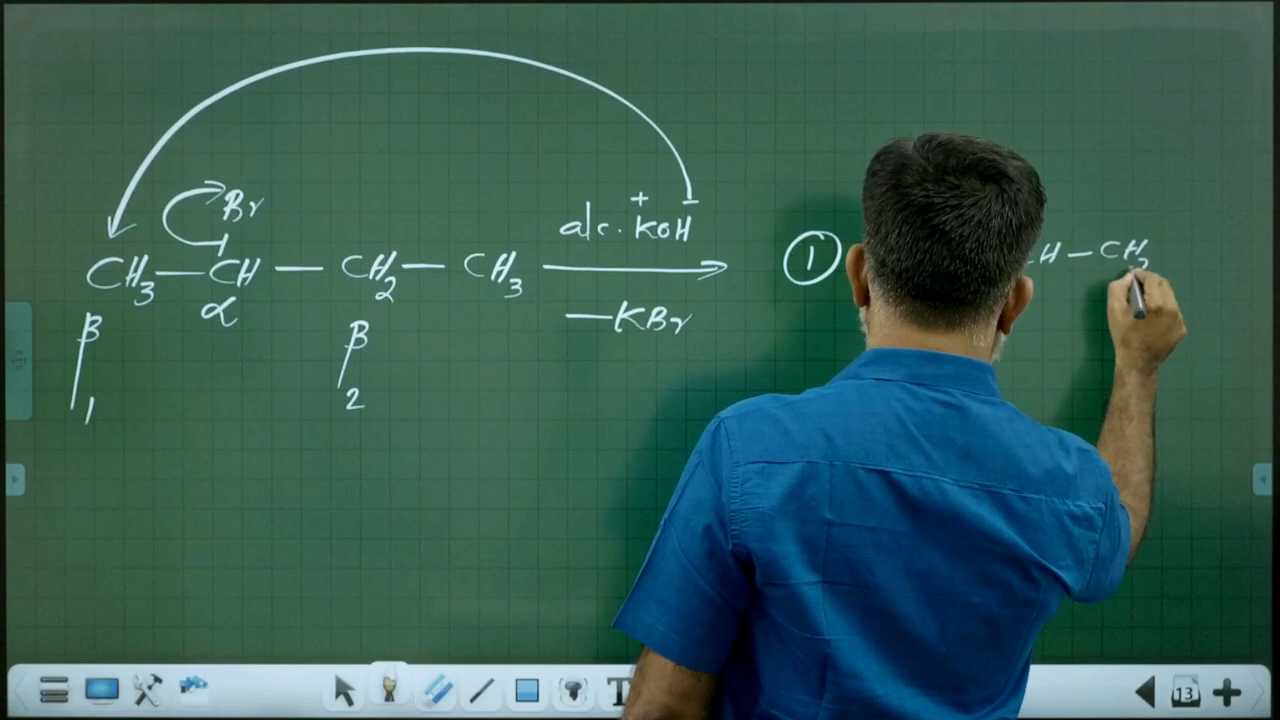 Br
+ -
alc. KOH
CH3—CH—CH2—CH3 ⟶ ① H—CH3
α
—KBr
β β
1 2
13
T